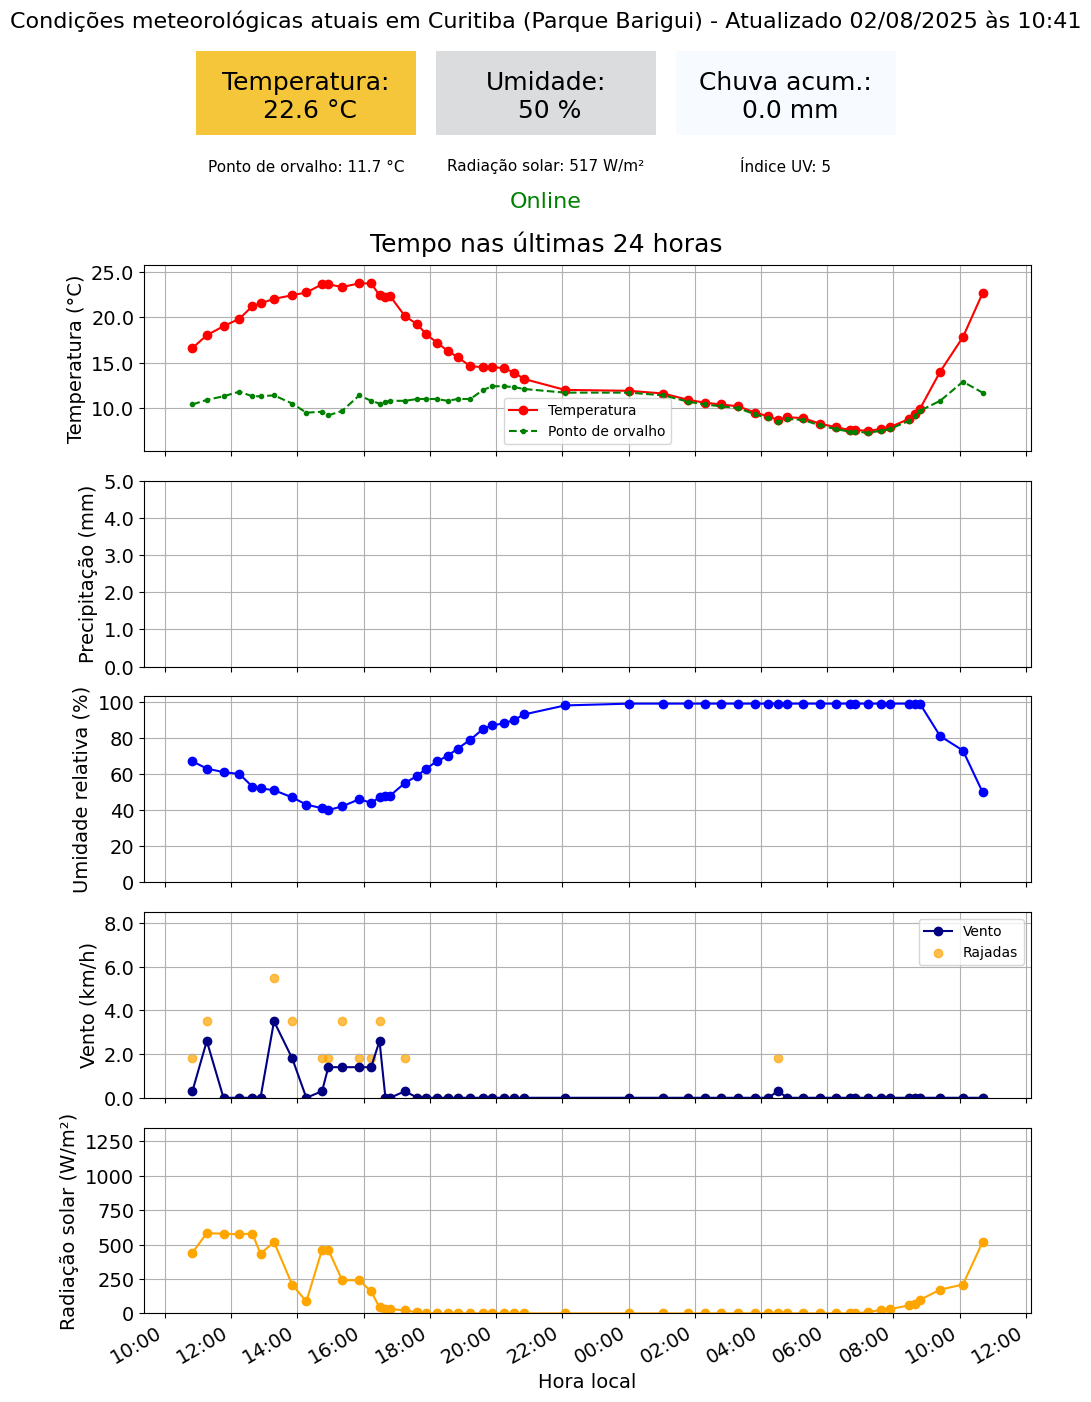 Condições meteorológicas atuais em Curitiba (Parque Barigui) - Atualizado 02/08/2025 às 10:41
Temperatura:
22.6 °C
Umidade:
50 %
Chuva acum.:
0.0 mm
Ponto de orvalho: 11.7 °C
Radiação solar: 517 W/m²
Índice UV: 5
Online
Tempo nas últimas 24 horas
Temperatura (°C)
25.0
20.0
15.0
10.0
Temperatura
Ponto de orvalho
Precipitação (mm)
5.0
4.0
3.0
2.0
1.0
0.0
Umidade relativa (%)
100
80
60
40
20
0
Vento (km/h)
8.0
6.0
4.0
2.0
0.0
Vento
Rajadas
Radiação solar (W/m²)
1250
1000
750
500
250
0
10:00
12:00
14:00
16:00
18:00
20:00
22:00
00:00
02:00
04:00
06:00
08:00
10:00
12:00
Hora local